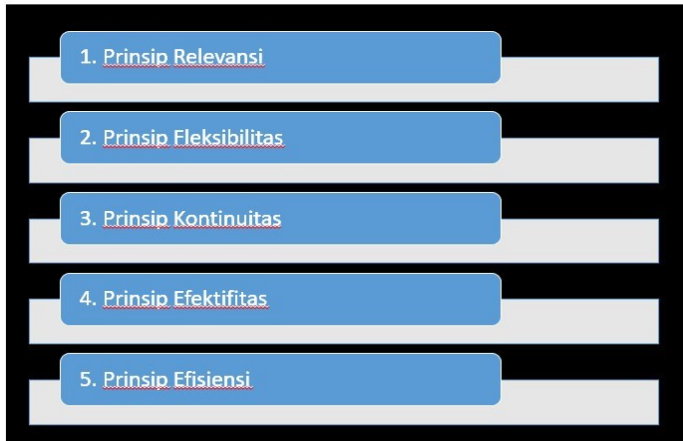 1. Prinsip Relevansi
2. Prinsip Fleksibilitas
3. Prinsip Kontinuitas
4. Prinsip Efektifitas
5. Prinsip Efisiensi